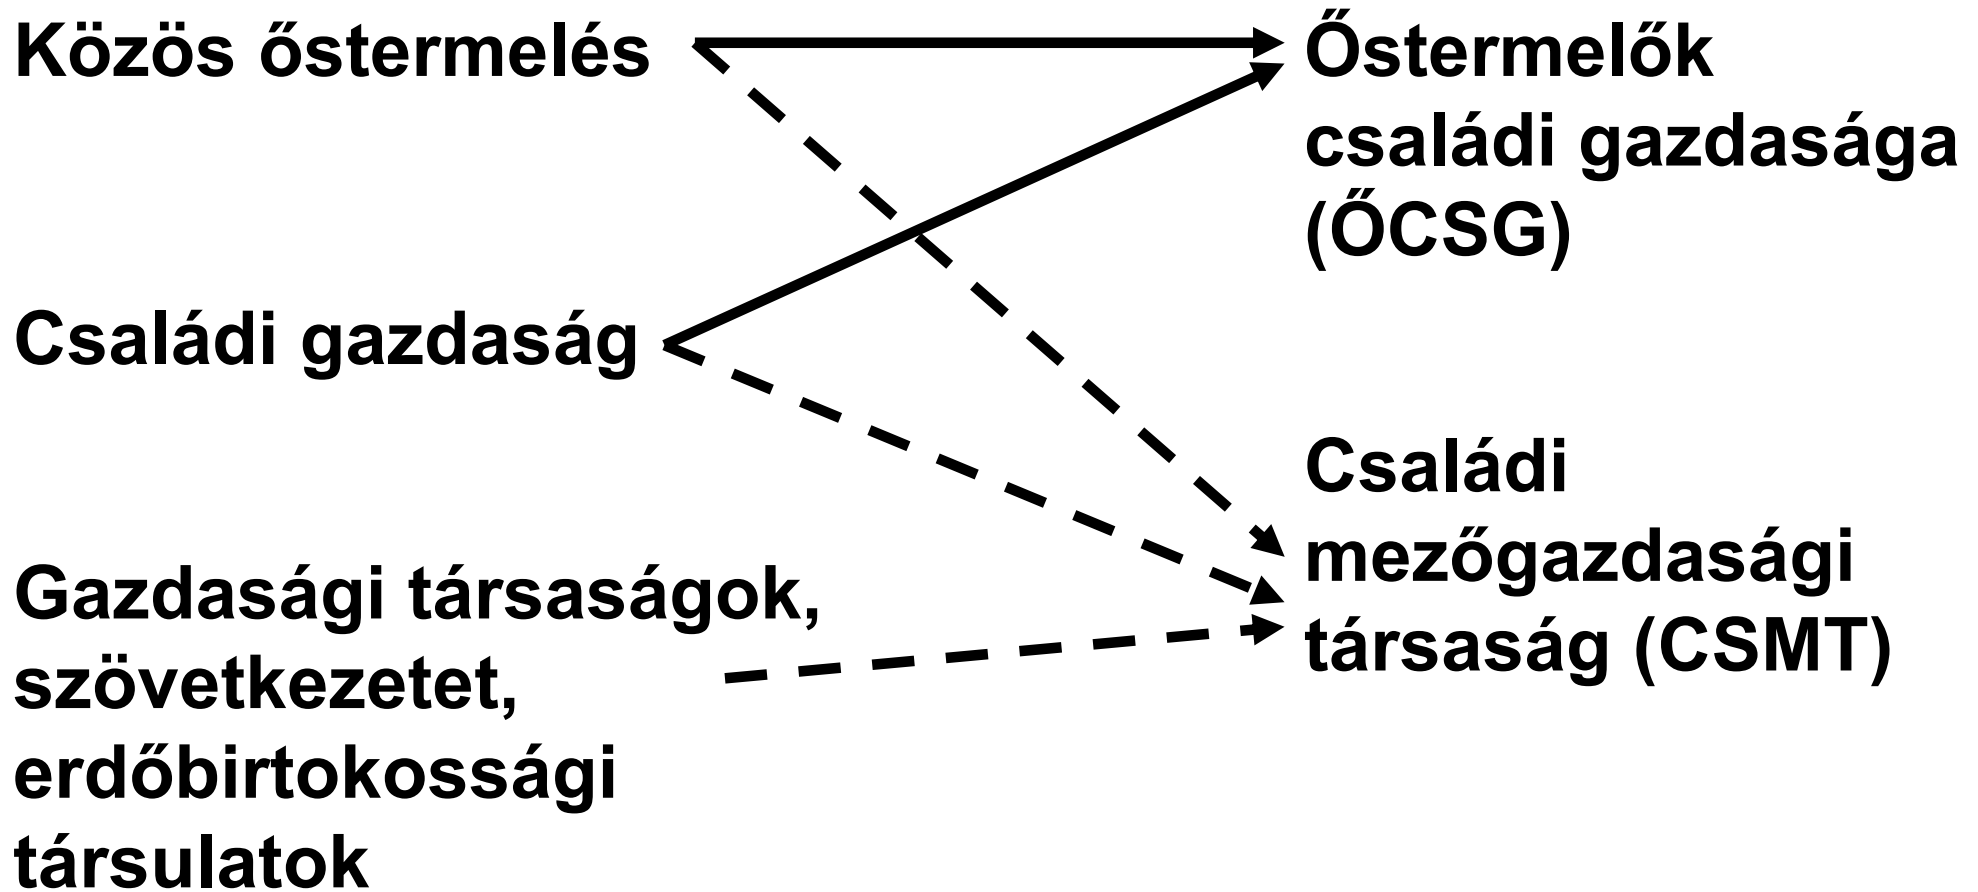 Közös őstermelés
Családi gazdaság
Gazdasági társaságok,
szövetkezetet,
erdőbirtokossági
társulatok
Őstermelők
családi gazdasága
(ŐCSG)
Családi
mezőgazdasági
társaság (CSMT)